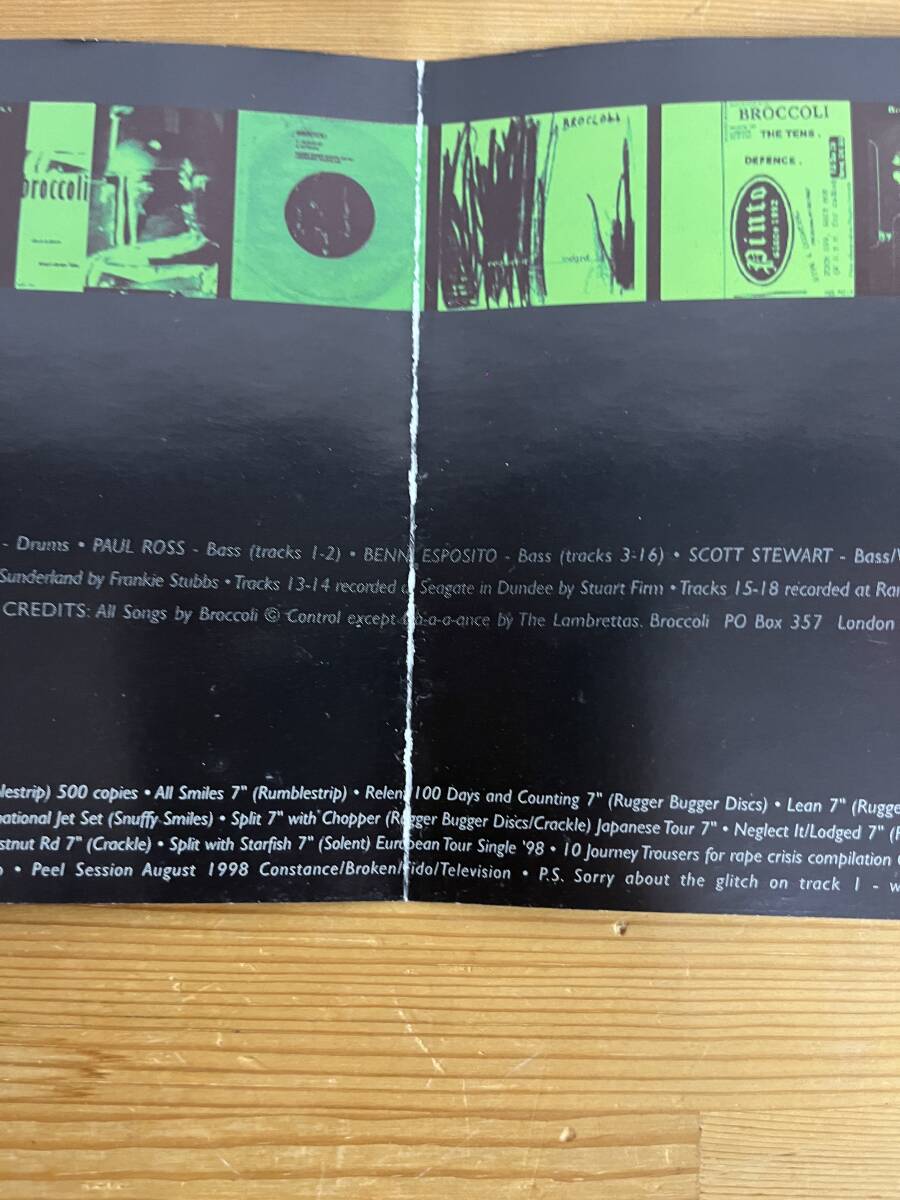 broccoli
BROCCOLI
BROCCOLI
THE TENS.
DEFENCE.
Pinto
since 1992
- Drums • PAUL ROSS - Bass (tracks 1-2) • BENN ESPOSITO - Bass (tracks 3-16) • SCOTT STEWART - Bass/
Sunderland by Frankie Stubbs • Tracks 13-14 recorded Seagate in Dundee by Stuart Firm • Tracks 15-18 recorded at
CREDITS: All Songs by Broccoli © Control except by The Lambrettas. Broccoli PO Box 357 London
lestrip) 500 copies • All Smiles 7" (Rumblestrip) • Relen 100 Days and Counting 7" (Rugger Bugger Discs) • Lean 7" (Rugge
national Jet Set (Snuffy Smiles) • Split 7" with Chopper (Rugger Bugger Discs/Crackle) Japanese Tour 7" • Neglect It/Lodged 7" (
stnut Rd 7" (Crackle) • Split with Starfish 7" (Solent) European Tour Single '98 • 10 Journey Trousers for rape crisis compilation
• Peel Session August 1998 Constance/Broken/Fido/Television • P.S. Sorry about the glitch on track 1 - w